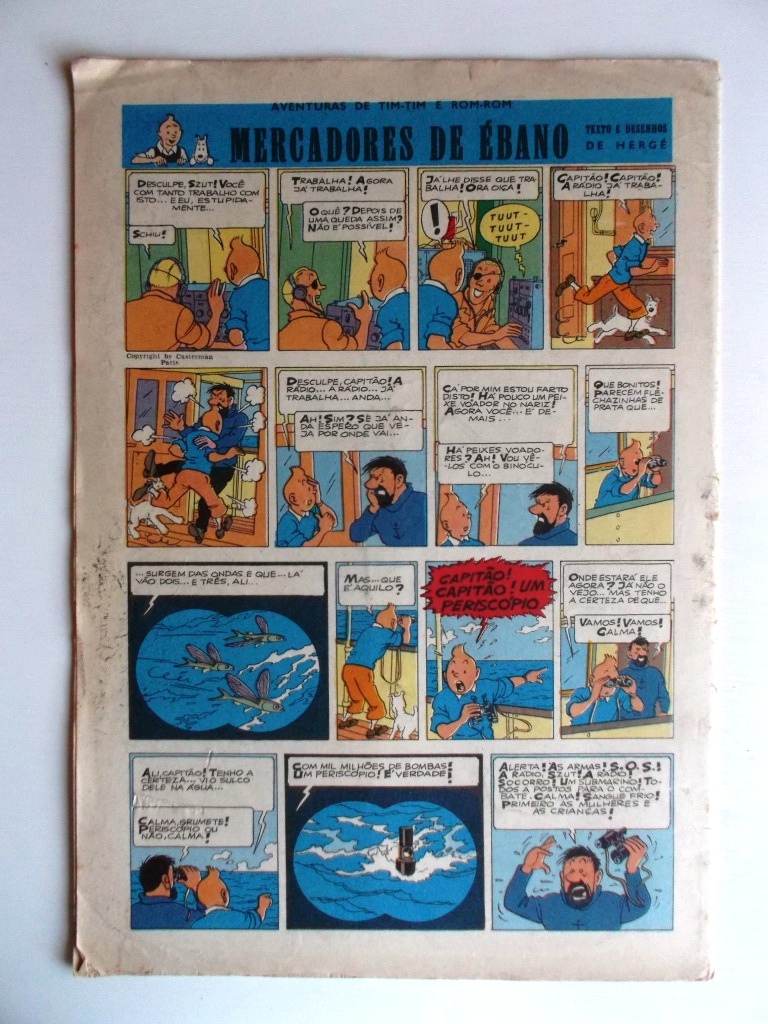 AVENTURAS DE TIM-TIM E ROM-ROM
MERCADORES DE ÉBANO
TEXTO E DESENHOS
DE HERGÉ
DESCULPE, SZUT! VOCÊ
COM TANTO TRABALHO COM
ISTO... E EU, ESTUPIDA-
MENTE...
SCHIU!
TRABALHA! AGORA
JÁ TRABALHA!
O QUÊ? DEPOIS DE
UMA QUEDA ASSIM?
NÃO É POSSÍVEL!
JÁ LHE DISSE QUE TRA-
BALHA! ORA OIÇA!
!
TUUT-
TUUT-
TUUT
CAPITÃO! CAPITÃO!
A RÁDIO JÁ TRABA-
LHA!
Copyright by Casterman
Paris
DESCULPE, CAPITÃO! A
RÁDIO... A RÁDIO... JÁ
TRABALHA... ANDA...
AH! SIM? SE JÁ AN-
DA ESPERO QUE VE-
JA POR ONDE VAI...
CÁ POR MIM ESTOU FARTO
DISTO! HÁ POUCO UM PEI-
XE VOADOR NO NARIZ!
AGORA VOCÊ... É DE-
MAIS...
HÁ PEIXES VOADO-
RES? AH! VOU VÊ-
LOS COM O BINÓCU-
LO...
QUE BONITOS!
PARECEM FLE-
CHAZINHAS DE
PRATA QUE...
...SURGEM DAS ONDAS E QUE... LÁ
VÃO DOIS... E TRÊS, ALI...
MAS... QUE
É AQUILO?
CAPITÃO!
CAPITÃO! UM
PERISCÓPIO
ONDE ESTARÁ ELE
AGORA? JÁ NÃO O
VEJO... MAS TENHO
A CERTEZA DE QUE...
VAMOS! VAMOS!
CALMA!
ALI, CAPITÃO! TENHO A
CERTEZA... VI O SULCO
DELE NA ÁGUA...
CALMA, GRUMETE!
PERISCÓPIO OU
NÃO, CALMA!
COM MIL MILHÕES DE BOMBAS!
UM PERISCÓPIO! É VERDADE!
ALERTA! ÀS ARMAS! S.O.S!
A RÁDIO, SZUT! A RÁDIO!
SOCORRO! UM SUBMARINO! TO-
DOS A POSTOS PARA O COM-
BATE. CALMA! SANGUE FRIO!
PRIMEIRO AS MULHERES E
AS CRIANÇAS!